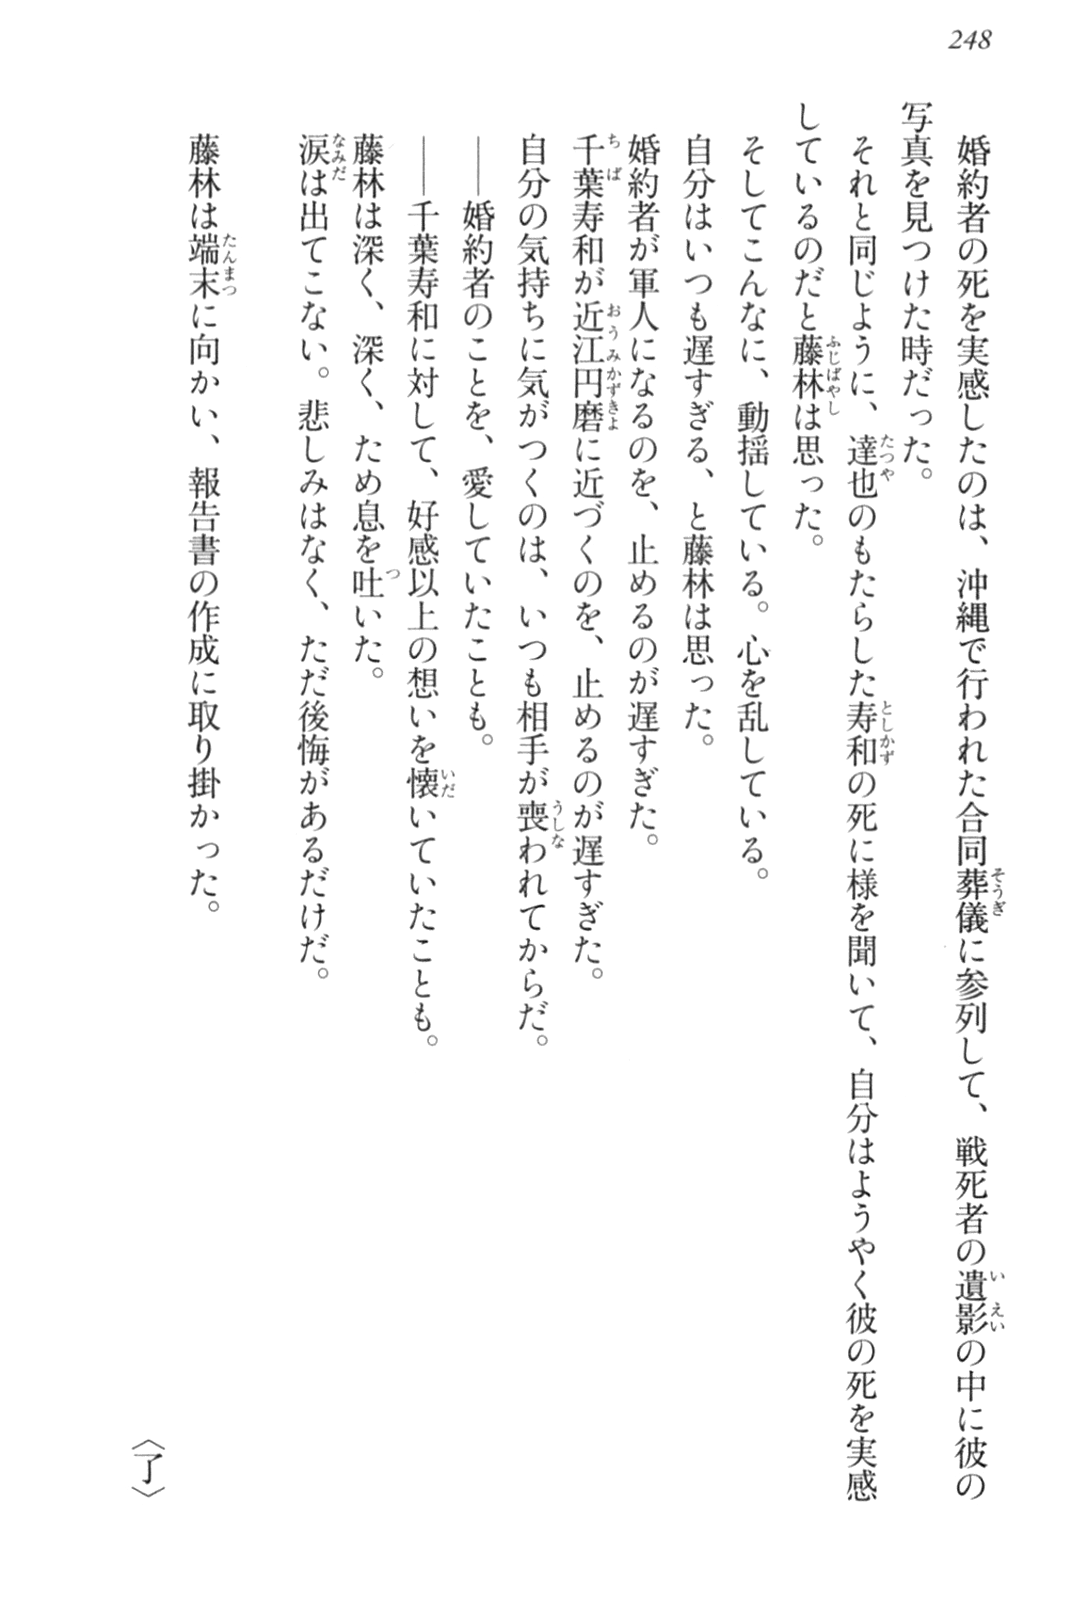 248
婚約者の死を実感したのは、沖縄で行われた合同葬儀に参列して、戦死者の遺影の中に彼の
写真を見つけた時だった。
それと同じように、達也のもたらした寿和の死に様を聞いて、自分はようやく彼の死を実感
しているのだと藤林は思った。
そしてこんなに、動揺している。心を乱している。
自分はいつも遅すぎる、と藤林は思った。
婚約者が軍人になるのを、止めるのが遅すぎた。
千葉寿和が近江円磨に近づくのを、止めるのが遅すぎた。
自分の気持ちに気がつくのは、いつも相手が喪われてからだ。
――婚約者のことを、愛していたことも。
――千葉寿和に対して、好感以上の想いを懐いていたことも。
藤林は深く、深く、ため息を吐いた。
涙は出てこない。悲しみはなく、ただ後悔があるだけだ。
藤林は端末に向かい、報告書の作成に取り掛かった。
〈了〉